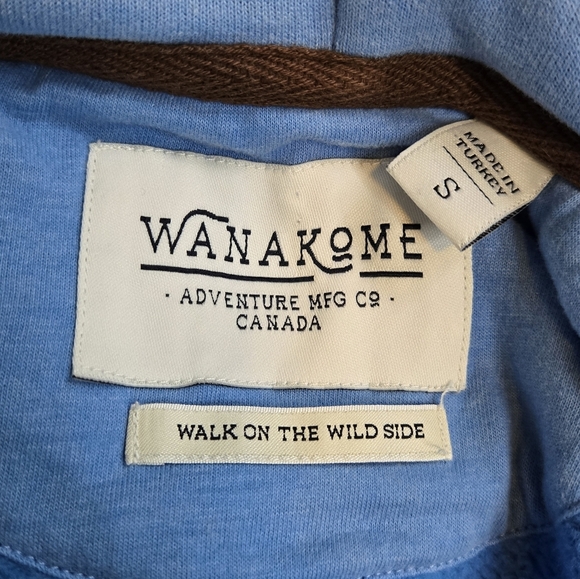 MADE IN
TURKEY
S
WANAKOME
· ADVENTURE MFG Co ·
CANADA
WALK ON THE WILD SIDE